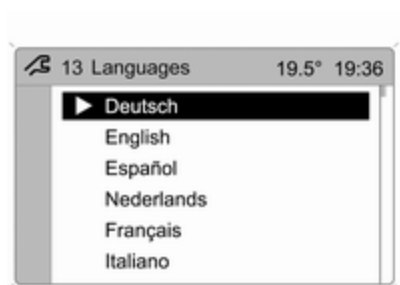 13 Languages 19.5° 19:36
Deutsch
English
Español
Nederlands
Français
Italiano